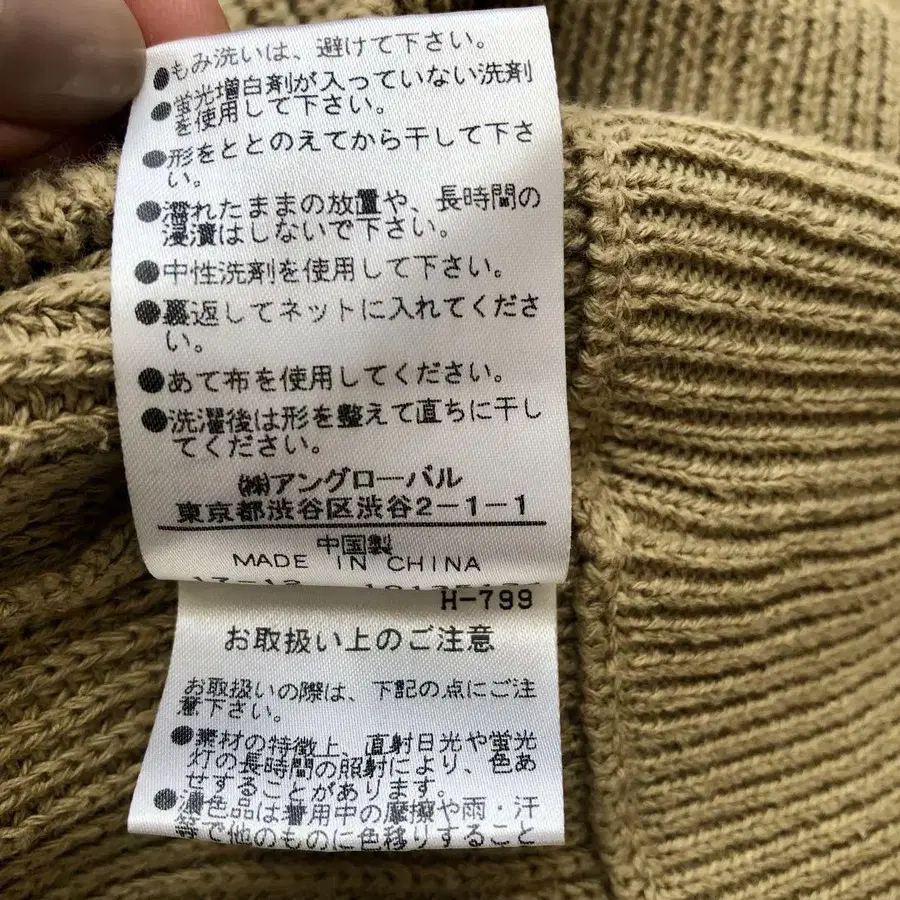 ●もみ洗いは、避けて下さい。
●蛍光増白剤が入っていない洗剤
を使用して下さい。
●形をととのえてから干して下さ
い。
●濡れたままの放置や、長時間の
浸漬はしないで下さい。
●中性洗剤を使用して下さい。
●裏返してネットに入れてくださ
い。
●あて布を使用してください。
●洗濯後は形を整えて直ちに干し
てください。
㈱アングローバル
東京都渋谷区渋谷2-1-1
中国製
MADE IN CHINA
H-799
お取扱い上のご注意
お取扱いの際は、下記の点にご注
意下さい。
●素材の特徴上、直射日光や蛍光
灯の長時間の照射により、色あ
せすることがあります。
●濃色品は着用中の摩擦や雨・汗
等で他のものに色移りすること